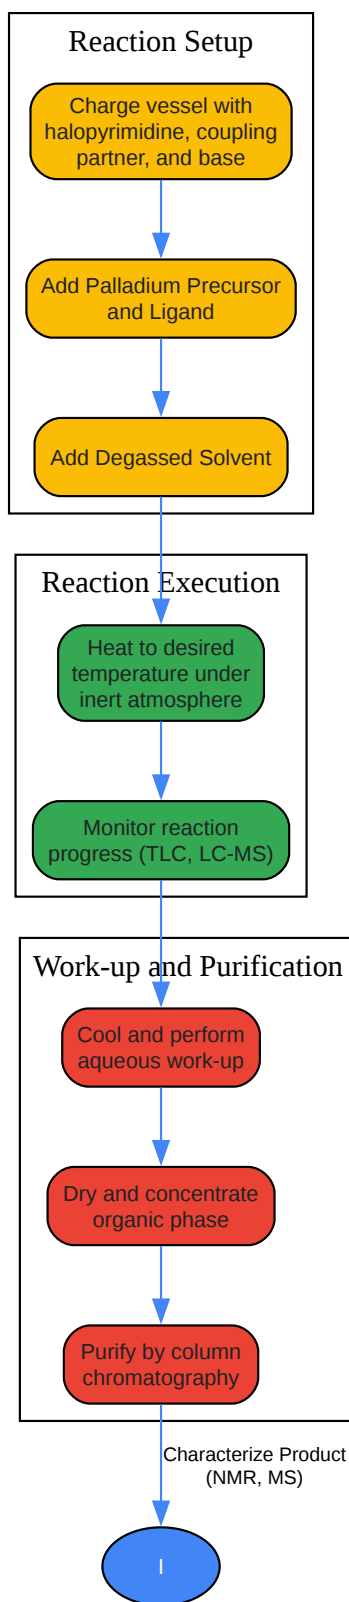 Reaction Setup
Charge vessel with
halopyrimidine, coupling
partner, and base
Add Palladium Precursor
and Ligand
Add Degassed Solvent
Reaction Execution
Heat to desired
temperature under
inert atmosphere
Monitor reaction
progress (TLC, LC-MS)
Work-up and Purification
Cool and perform
aqueous work-up
Dry and concentrate
organic phase
Purify by column
chromatography
Characterize Product
(NMR, MS)
I